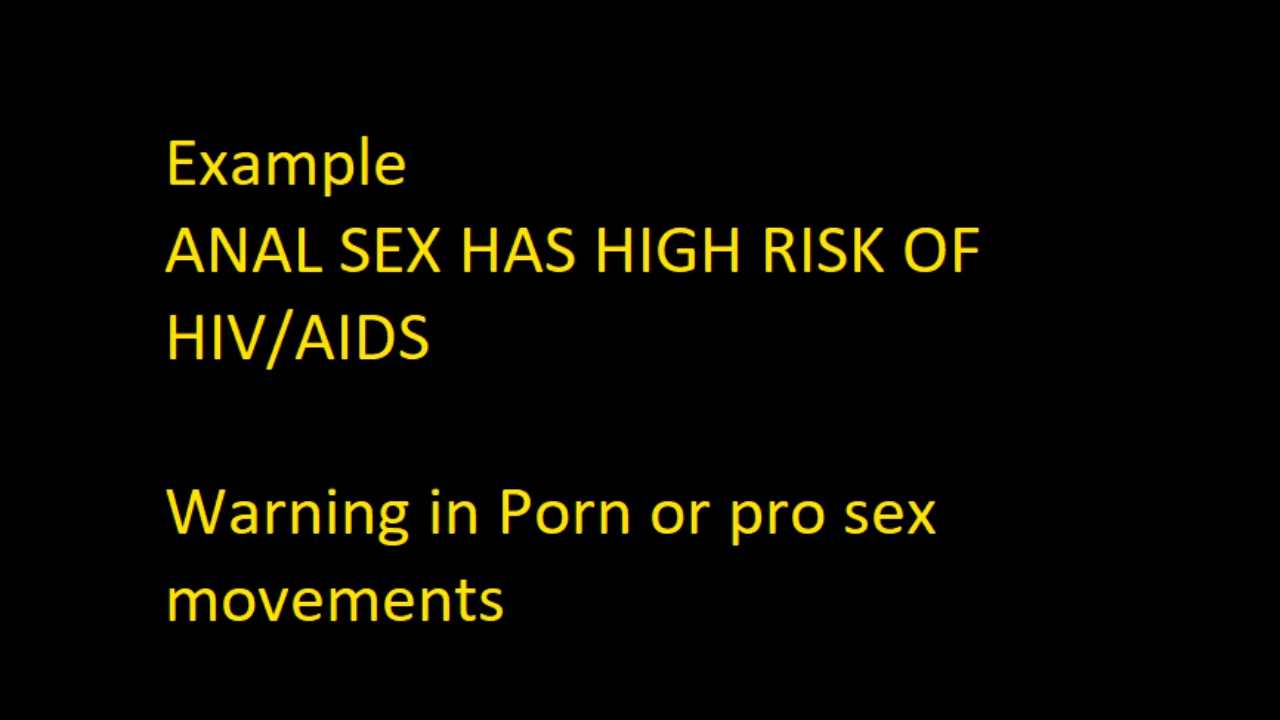 Example
ANAL SEX HAS HIGH RISK OF
HIV/AIDS
Warning in Porn or pro sex
movements